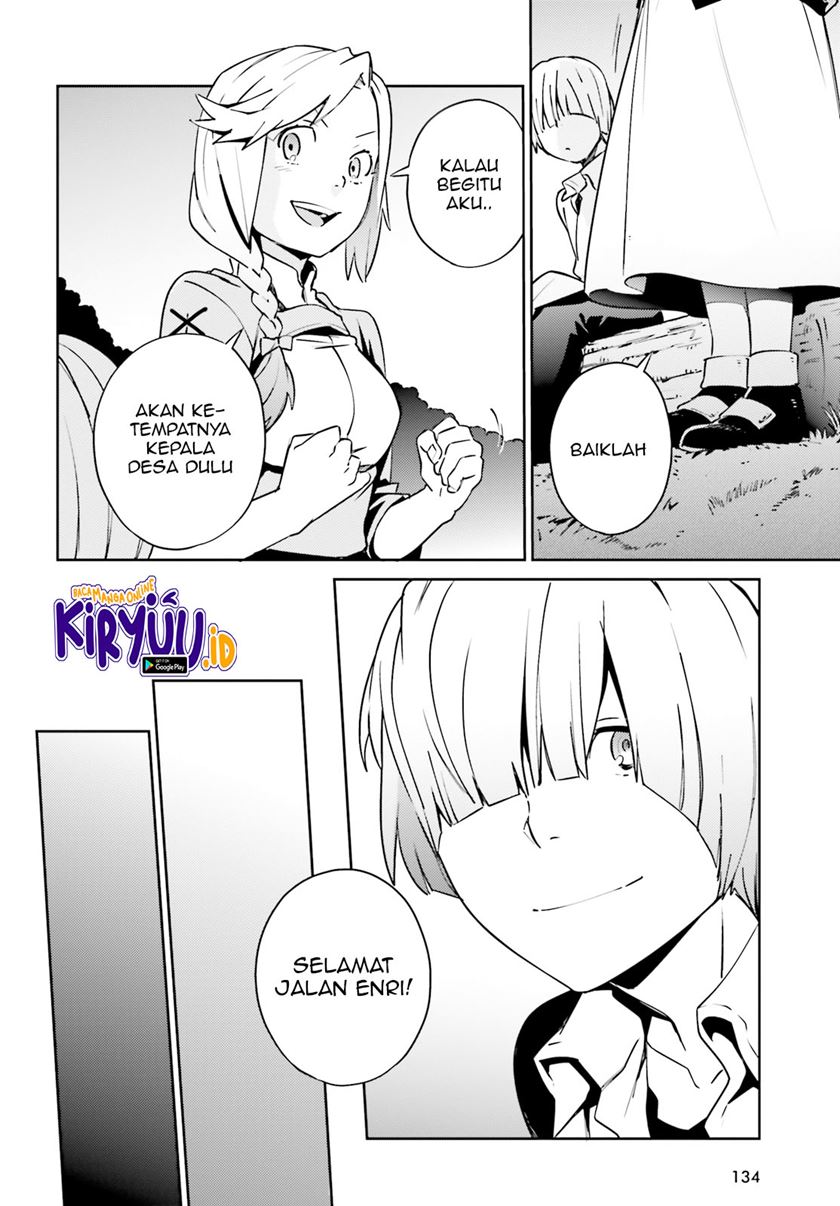 BAIKLAH
KALAU
BEGITU
AKU..
AKAN KE-
TEMPATNYA
KEPALA
DESA DULU
BACA MANGA ONLINE
KIRYUU.ID
GET IT ON
Google Play
SELAMAT
JALAN ENRI!
134